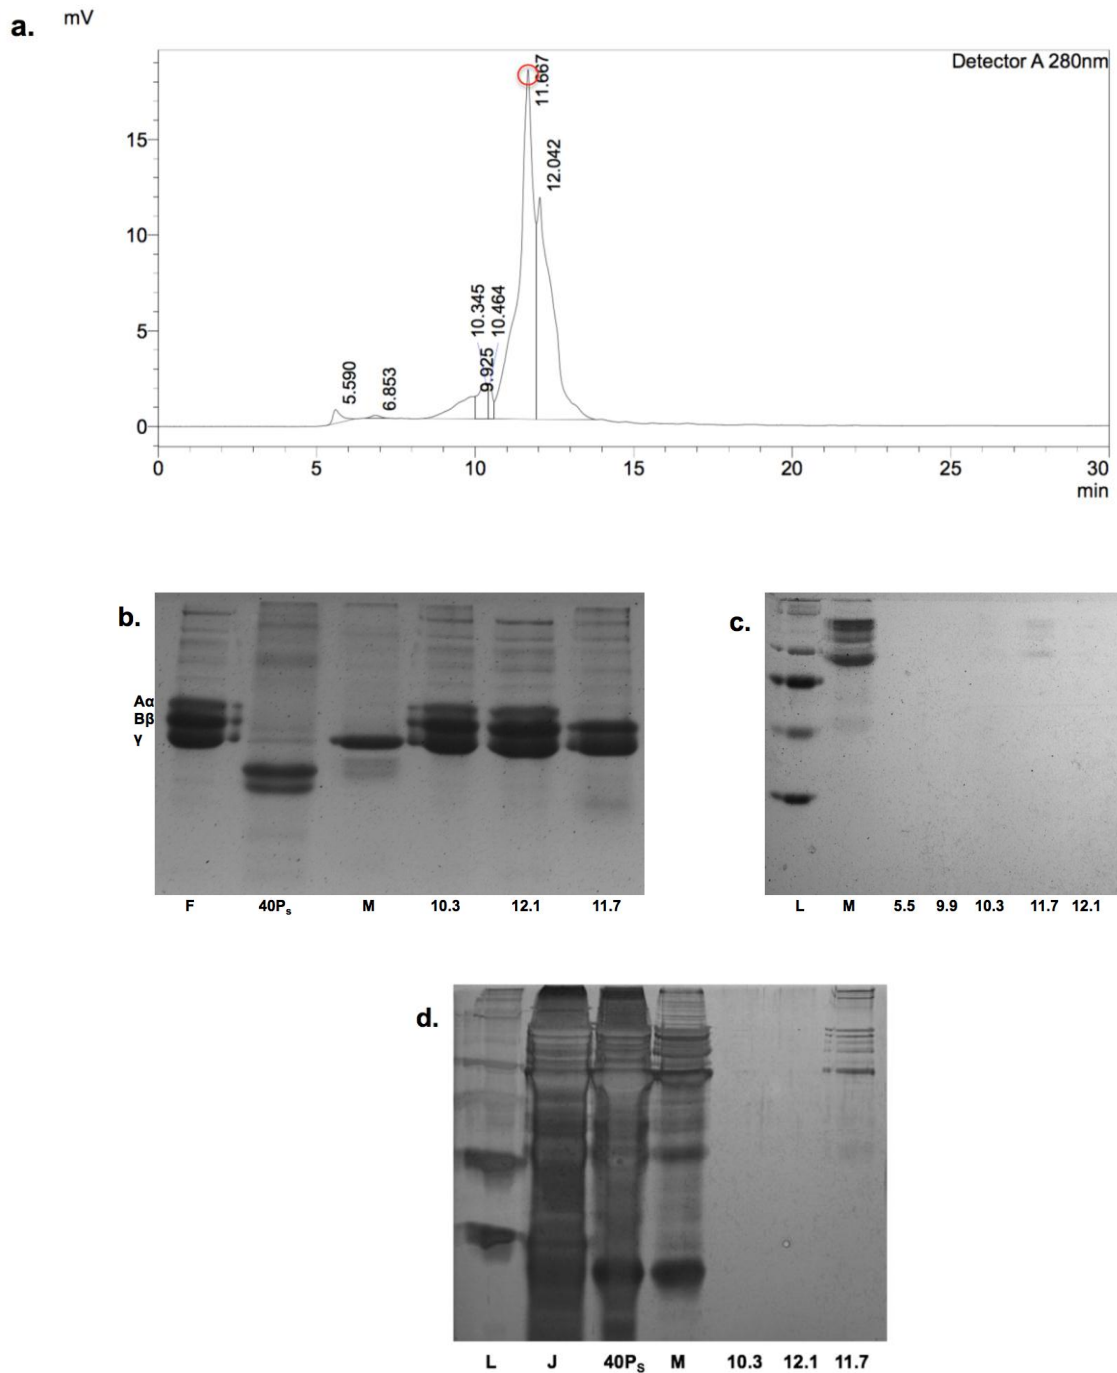 a.
mV
Detector A 280nm
11.667
12.042
10.345
10.464
9.925
5.590
6.853
15
10
5
0
0 5 10 15 20 25 30
min
b.
Aα
Bβ
γ
F 40Ps M 10.3 12.1 11.7
c.
L M 5.5 9.9 10.3 11.7 12.1
d.
L J 40Ps M 10.3 12.1 11.7